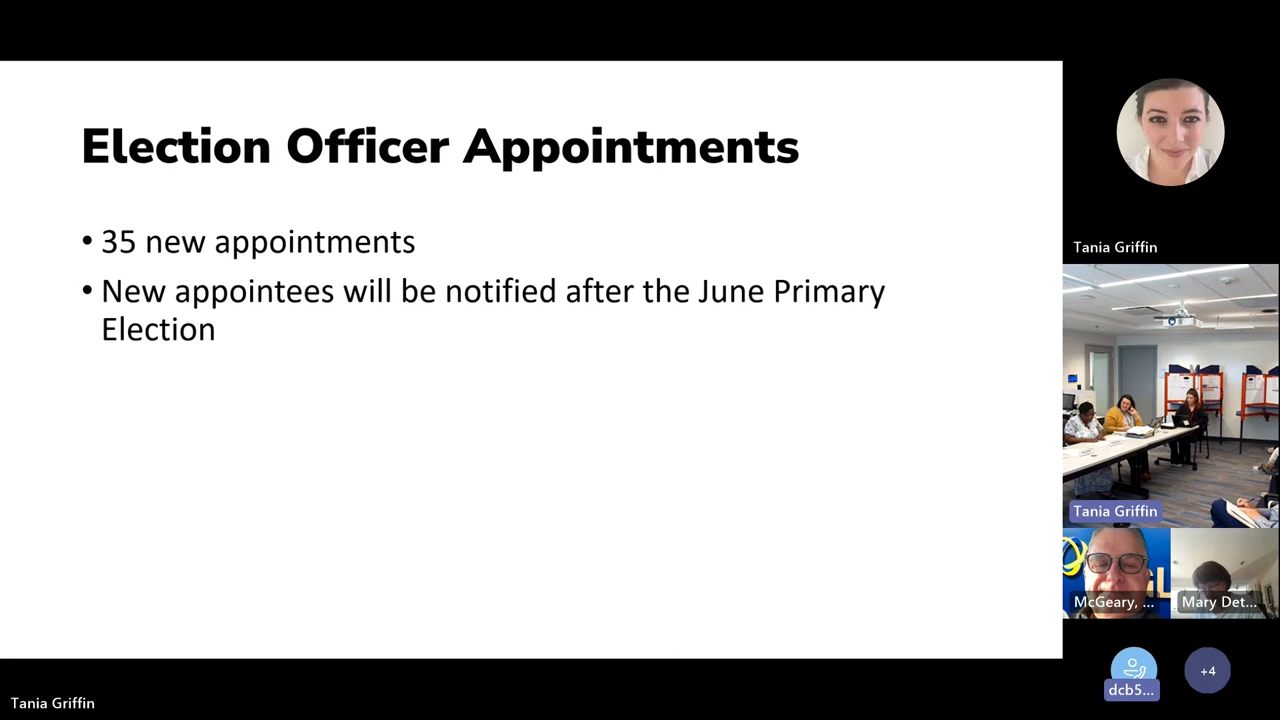 Election Officer Appointments
• 35 new appointments
• New appointees will be notified after the June Primary
Election
Tania Griffin
Tania Griffin
McGeary, ...
Mary Det...
dcb5...
+4
Tania Griffin